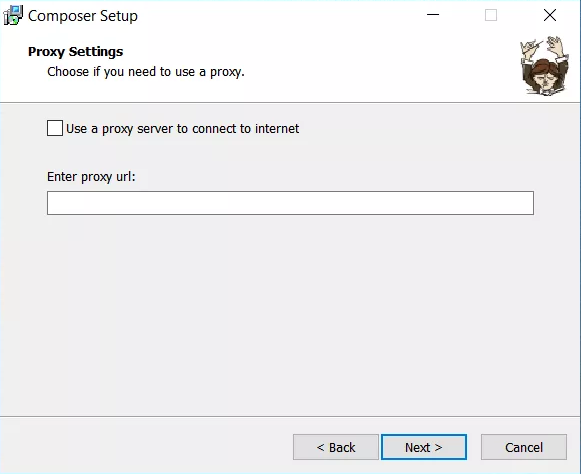 Composer Setup
Proxy Settings
Choose if you need to use a proxy.
Use a proxy server to connect to internet
Enter proxy url:
< Back
Next >
Cancel